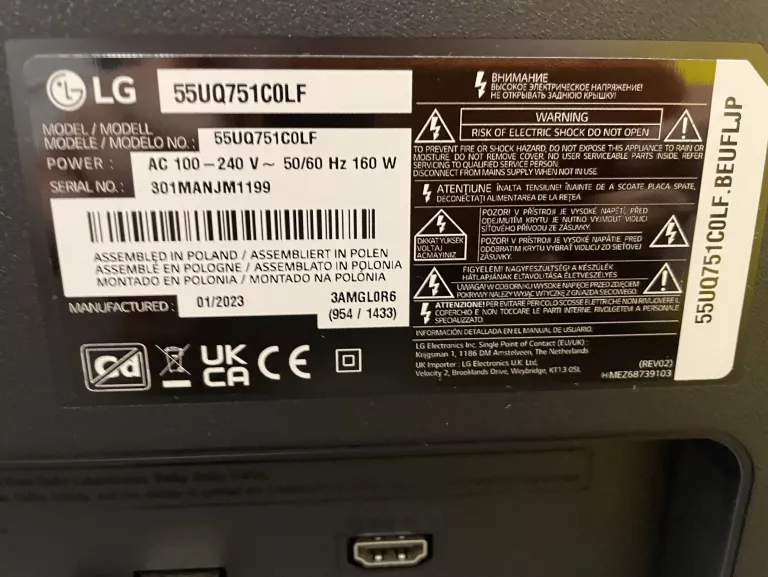 LG 55UQ751C0LF
MODEL / MODELL
MODÈLE / MODELO NO. : 55UQ751C0LF
POWER : AC 100 – 240 V ~ 50/60 Hz 160 W
SERIAL NO. : 301MANJM1199
ASSEMBLED IN POLAND / ASSEMBLIERT IN POLEN
ASSEMBLÉ EN POLOGNE / ASSEMBLATO IN POLONIA
MONTADO EN POLONIA / MONTADO NA POLÓNIA
MANUFACTURED : 01/2023 3AMGL0R6
(954 / 1433)
Cd
UK
CA CE
ВНИМАНИЕ
ВЫСОКОЕ ЭЛЕКТРИЧЕСКОЕ НАПРЯЖЕНИЕ!
НЕ ОТКРЫВАТЬ ЗАДНЮЮ КРЫШКУ!
WARNING
RISK OF ELECTRIC SHOCK DO NOT OPEN
TO PREVENT FIRE OR SHOCK HAZARD, DO NOT EXPOSE THIS APPLIANCE TO RAIN OR
MOISTURE. DO NOT REMOVE COVER. NO USER SERVICEABLE PARTS INSIDE. REFER
SERVICING TO QUALIFIED PERSONNEL.
DISCONNECT FROM MAINS SUPPLY WHEN NOT IN USE.
ATENŢIUNE ÎNALTA TENSIUNE! ÎNAINTE DE A SCOATE PLACA SPATE,
DECONECTAŢI ALIMENTAREA DE LA REŢEA
DİKKAT!YÜKSEK
VOLTAJ
AÇMAYINIZ
POZOR! V PŘÍSTROJI JE VYSOKÉ NAPĚTÍ, PŘED
ODEJMUTÍM KRYTU JE NUTNO VYJMOUT VIDLICI
SÍŤOVÉHO PŘÍVODU ZE ZÁSUVKY.
POZOR! V PRÍSTROJI JE VYSOKÉ NAPÄTIE, PRED
ODOBRATÍM KRYTU VYBRAŤ VIDLICU ZO SIEŤOVEJ
ZÁSUVKY.
FIGYELEM! NAGYFESZÜLTSÉG! A KÉSZÜLÉK
HÁTLAPJÁNAK ELTÁVOLÍTÁSA ÉLETVESZÉLYES.
UWAGA! W OBWODZIE WYSOKIE NAPIĘCIE PRZED ZDJĘCIEM
POKRYWY NALEŻY WYJĄĆ WTYCZKĘ Z GNIAZDA SIECIOWEGO.
ATTENZIONE! PER EVITARE PERICOLO SCOSSE ELETTRICHE NON RIMUOVERE IL
COPERCHIO E NON TOCCARE LE PARTI INTERNE. RIVOLGETEVI A PERSONALE
SPECIALIZZATO.
INFORMACIÓN DETALLADA EN EL MANUAL DE USUARIO.
LG Electronics Inc. Single Point of Contact (EU/UK) :
Krijgsman 1, 1186 DM Amstelveen, The Netherlands
UK Importer : LG Electronics U.K. Ltd.
Velocity 2, Brooklands Drive, Weybridge, KT13 0SL
(REV02)
HMEZ68739103
55UQ751C0LF.BEUFLJP